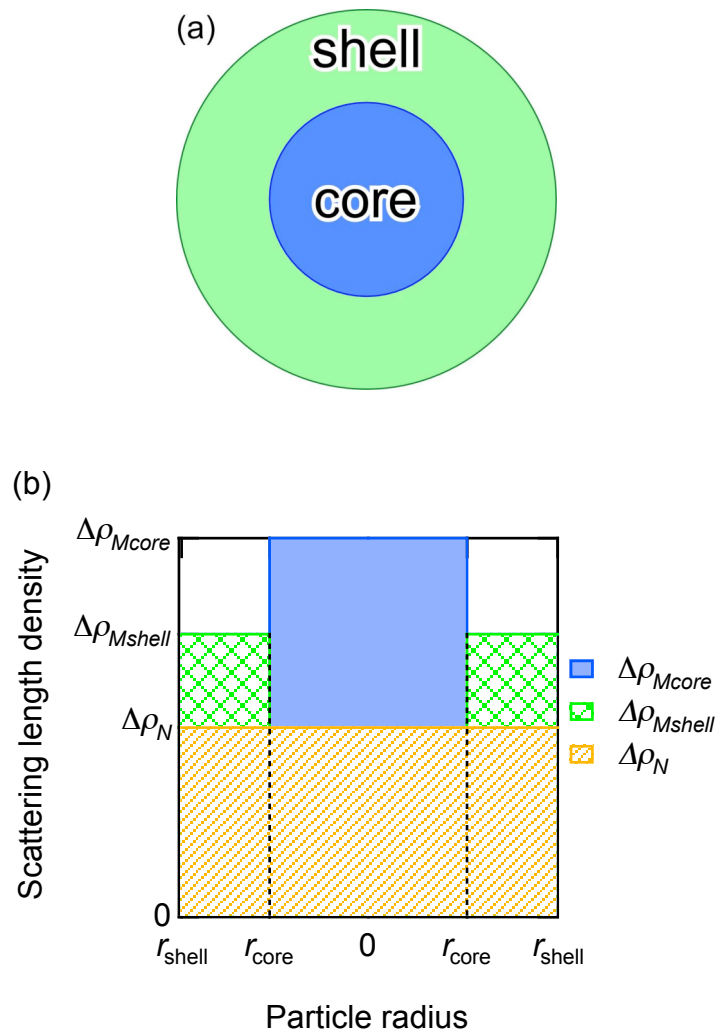 (a)
shell
core
(b)
Scattering length density
Δρ_Mcore
Δρ_Mshell
Δρ_N
0
r_shell r_core 0 r_core r_shell
Particle radius
Δρ_Mcore
Δρ_Mshell
Δρ_N